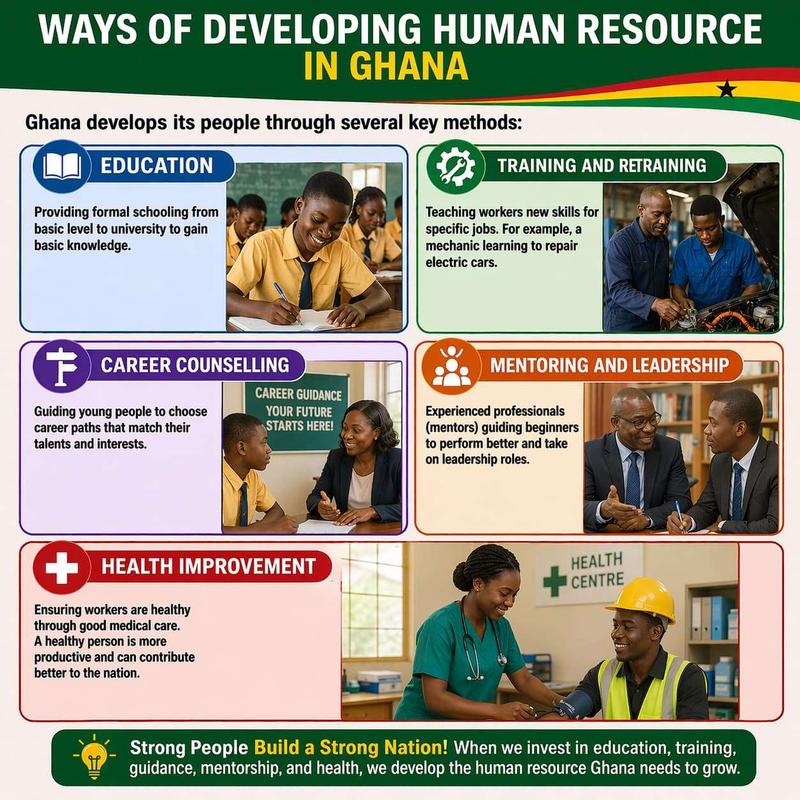 WAYS OF DEVELOPING HUMAN RESOURCE
IN GHANA
Ghana develops its people through several key methods:
EDUCATION
Providing formal schooling from
basic level to university to gain
basic knowledge.
TRAINING AND RETRAINING
Teaching workers new skills for
specific jobs. For example, a
mechanic learning to repair
electric cars.
CAREER COUNSELLING
Guiding young people to choose
career paths that match their
talents and interests.
CAREER GUIDANCE
YOUR FUTURE
STARTS HERE!
MENTORING AND LEADERSHIP
Experienced professionals
(mentors) guiding beginners
to perform better and take
on leadership roles.
HEALTH IMPROVEMENT
Ensuring workers are healthy
through good medical care.
A healthy person is more
productive and can contribute
better to the nation.
HEALTH
CENTRE
Strong People Build a Strong Nation! When we invest in education, training,
guidance, mentorship, and health, we develop the human resource Ghana needs to grow.